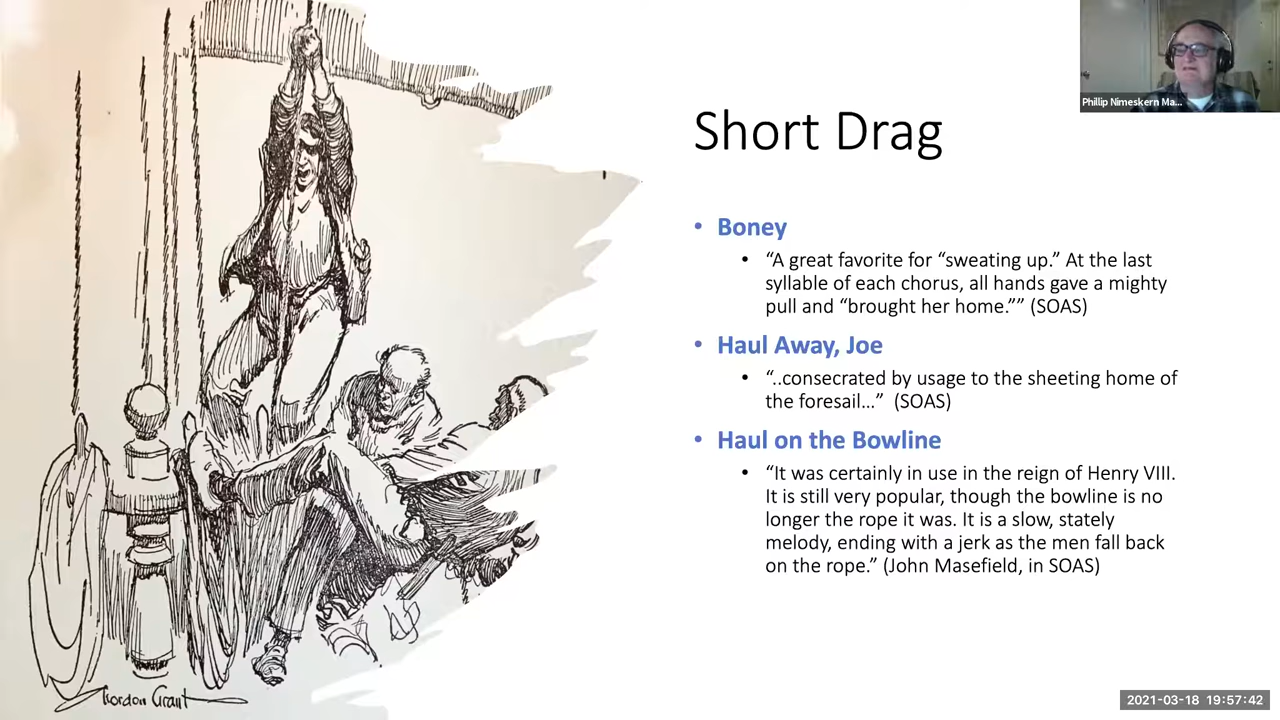 Phillip Nimeskern Ma...
Short Drag
• Boney
• “A great favorite for “sweating up.” At the last
syllable of each chorus, all hands gave a mighty
pull and “brought her home.”” (SOAS)
• Haul Away, Joe
• “..consecrated by usage to the sheeting home of
the foresail…” (SOAS)
• Haul on the Bowline
• “It was certainly in use in the reign of Henry VIII.
It is still very popular, though the bowline is no
longer the rope it was. It is a slow, stately
melody, ending with a jerk as the men fall back
on the rope.” (John Masefield, in SOAS)
Gordon Grant
2021-03-18 19:57:42